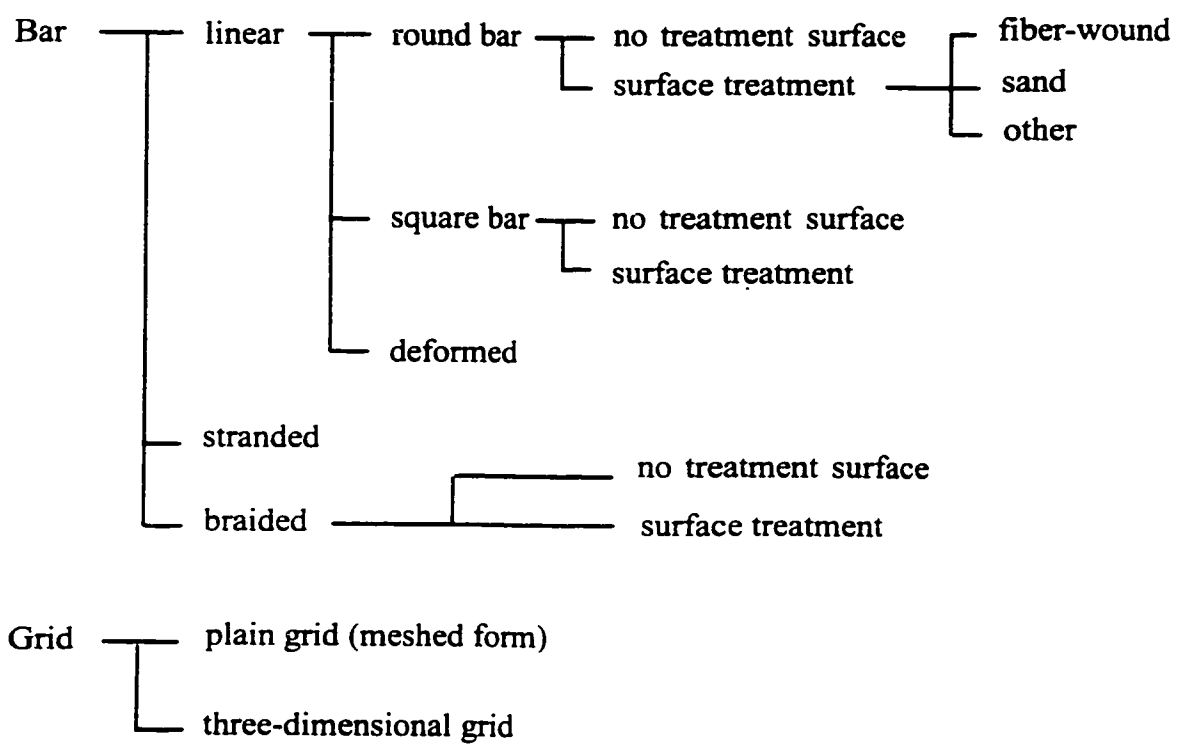 Bar linear round bar no treatment surface fiber-wound
surface treatment sand
other
square bar no treatment surface
surface treatment
deformed
stranded
no treatment surface
braided surface treatment
Grid plain grid (meshed form)
three-dimensional grid